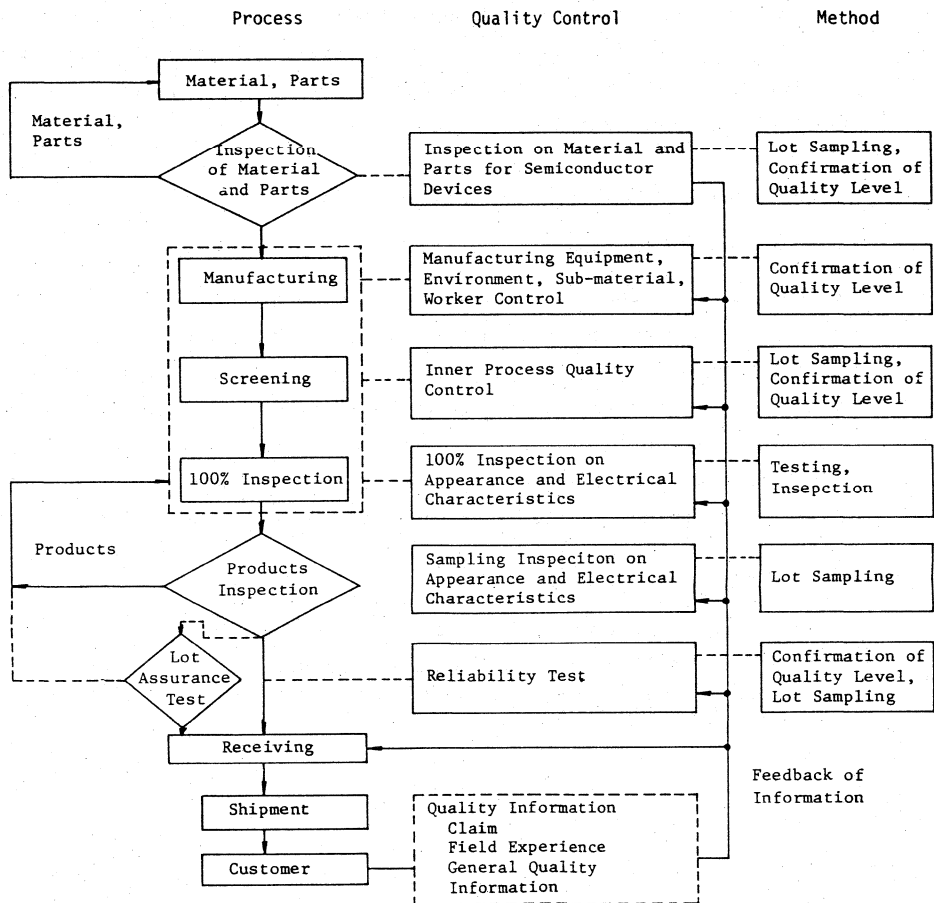 Process
Quality Control
Method
Material, Parts
Material,
Parts
Inspection
of Material
and Parts
Inspection on Material and
Parts for Semiconductor
Devices
Lot Sampling,
Confirmation of
Quality Level
Manufacturing
Manufacturing Equipment,
Environment, Sub-material,
Worker Control
Confirmation of
Quality Level
Screening
Inner Process Quality
Control
Lot Sampling,
Confirmation of
Quality Level
100% Inspection
100% Inspection on
Appearance and Electrical
Characteristics
Testing,
Insepction
Products
Products
Inspection
Sampling Inspeciton on
Appearance and Electrical
Characteristics
Lot Sampling
Lot
Assurance
Test
Reliability Test
Confirmation of
Quality Level,
Lot Sampling
Receiving
Feedback of
Information
Shipment
Quality Information
Claim
Field Experience
General Quality
Information
Customer